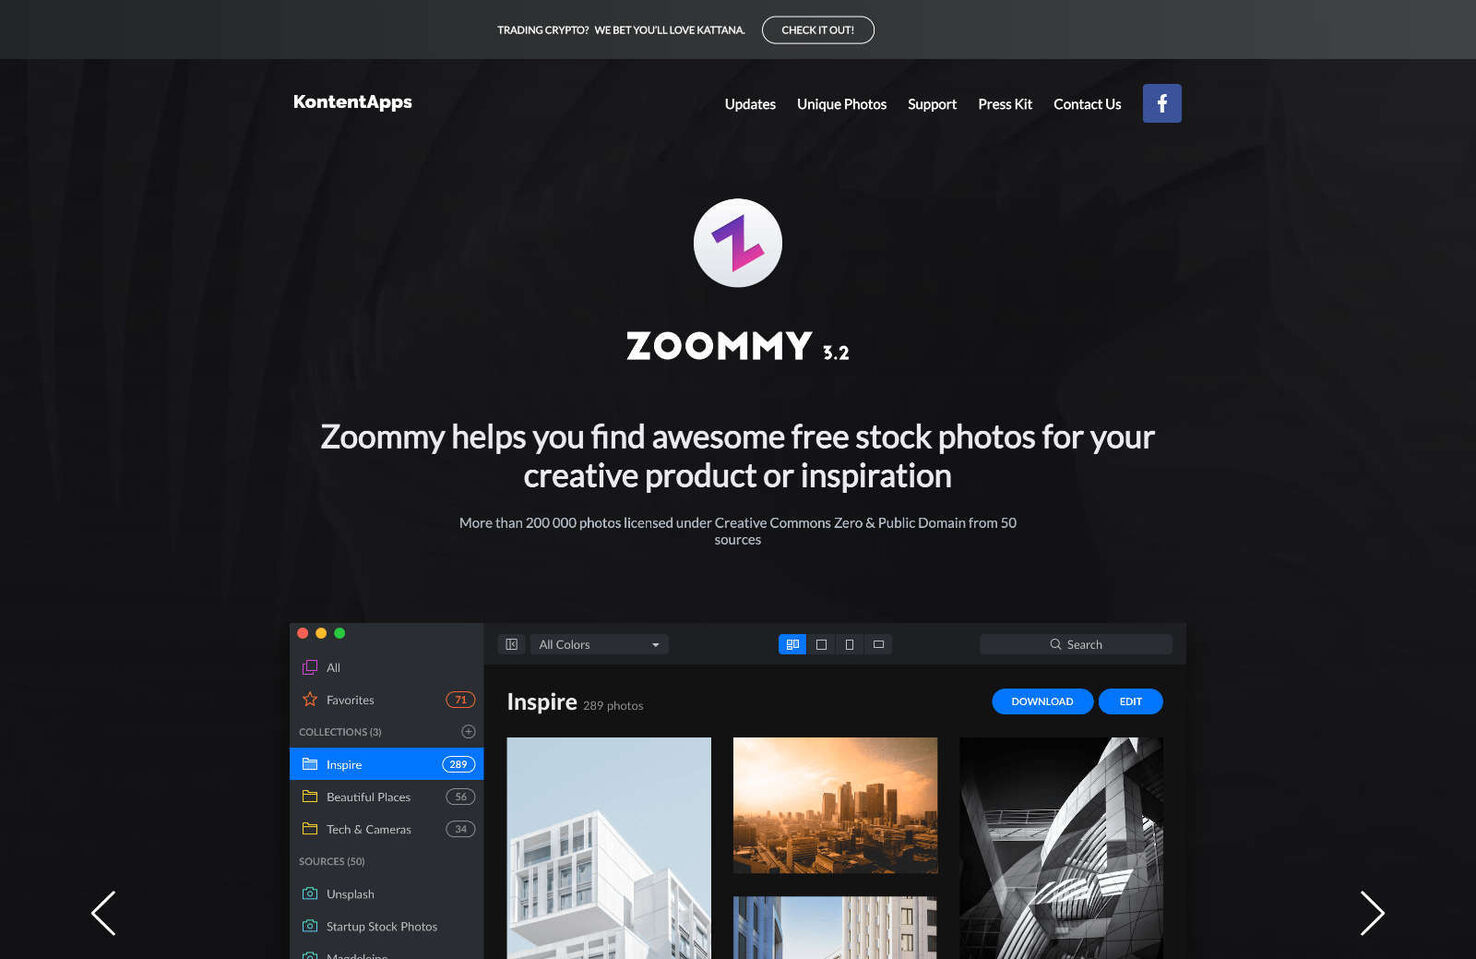 TRADING CRYPTO? WE BET YOU'LL LOVE KATTANA.
CHECK IT OUT!
KontentApps
Updates
Unique Photos
Support
Press Kit
Contact Us
ZOOMMY 3.2
Zoommy helps you find awesome free stock photos for your
creative product or inspiration
More than 200 000 photos licensed under Creative Commons Zero & Public Domain from 50
sources
All Colors
Search
All
Favorites 71
COLLECTIONS (3)
Inspire 289
Beautiful Places 56
Tech & Cameras 34
SOURCES (50)
Unsplash
Startup Stock Photos
Inspire 289 photos
DOWNLOAD
EDIT